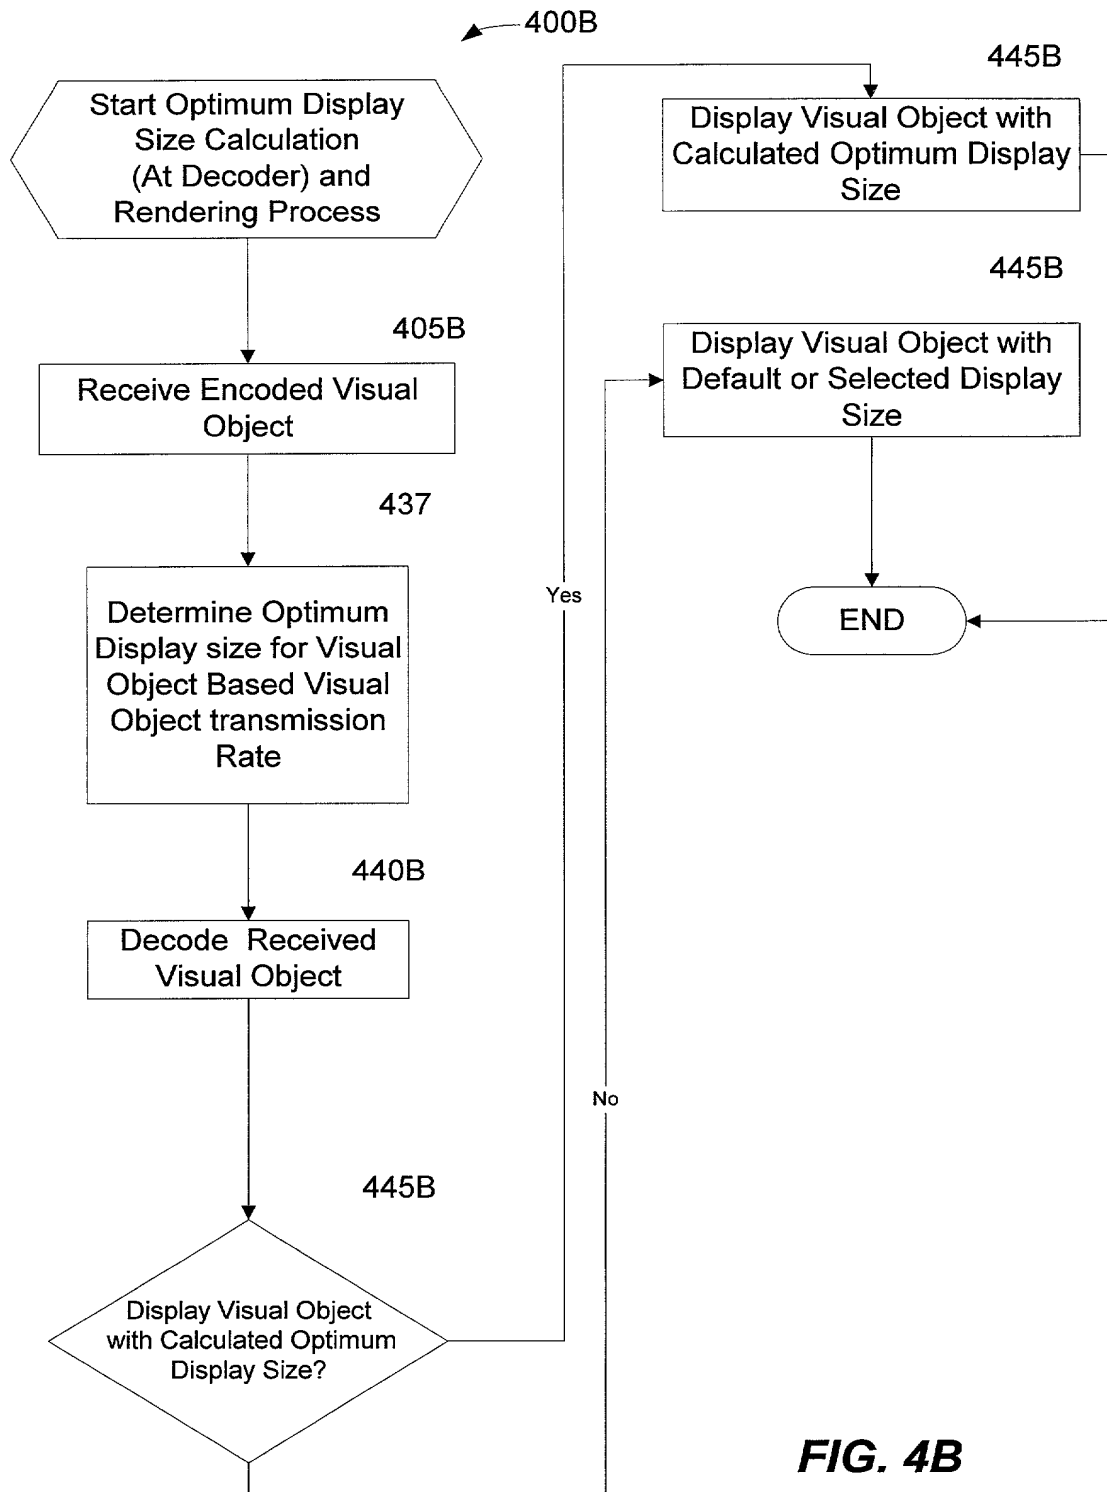 400B
Start Optimum Display
Size Calculation
(At Decoder) and
Rendering Process
405B
Receive Encoded Visual
Object
437
Determine Optimum
Display size for Visual
Object Based Visual
Object transmission
Rate
440B
Decode Received
Visual Object
445B
Display Visual Object
with Calculated Optimum
Display Size?
Yes
No
445B
Display Visual Object with
Calculated Optimum Display
Size
445B
Display Visual Object with
Default or Selected Display
Size
END
FIG. 4B